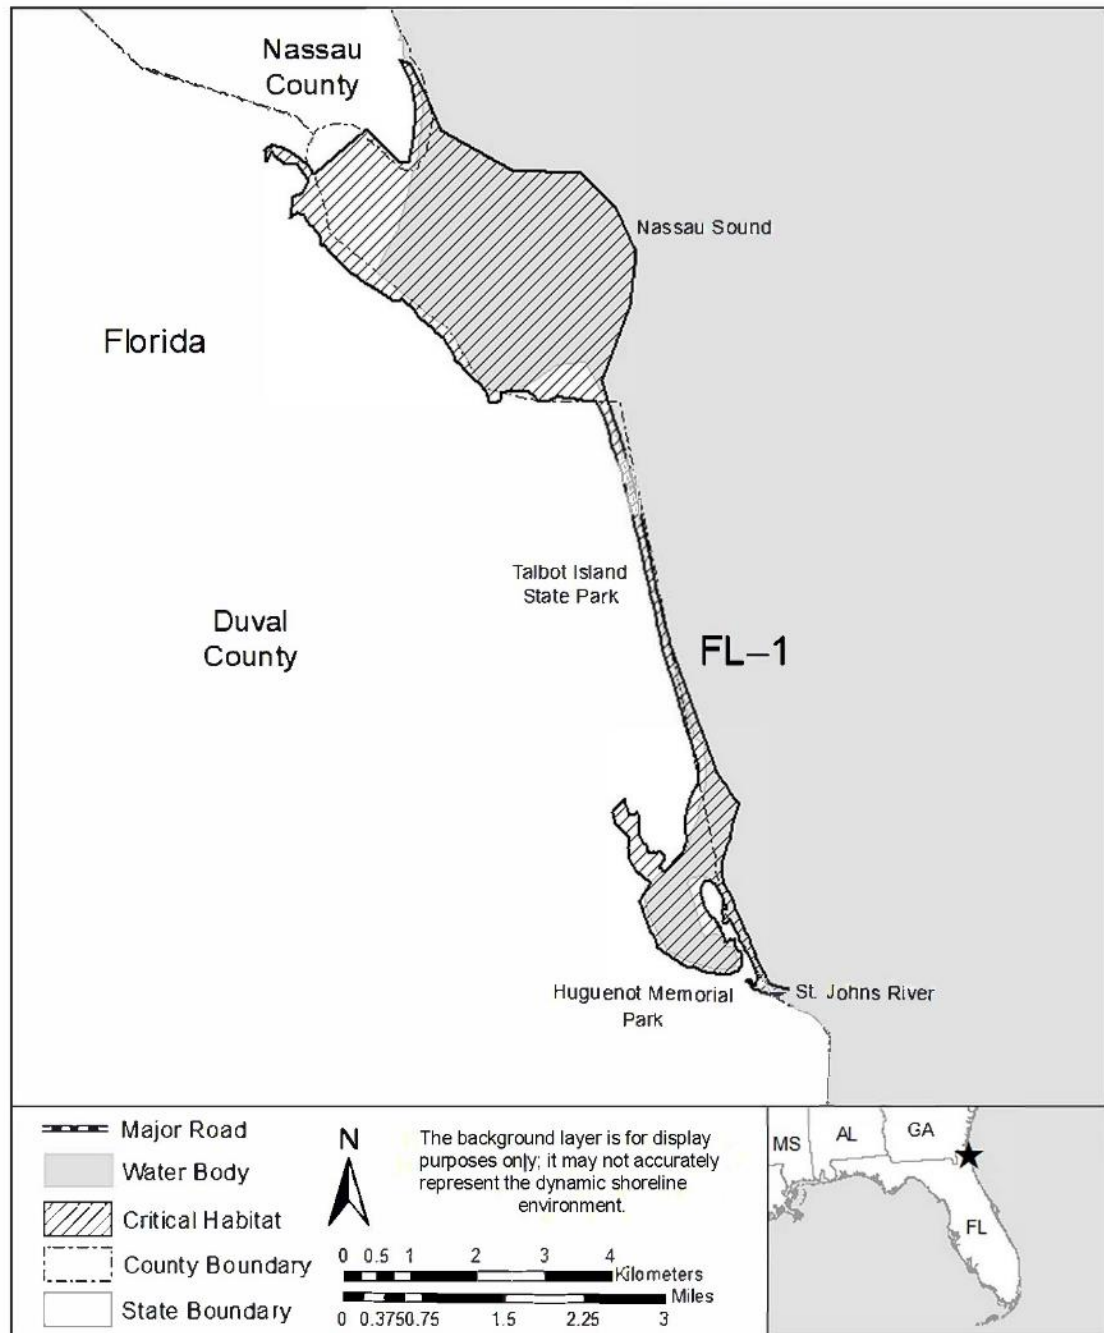 Nassau
County
Nassau Sound
Florida
Talbot Island
State Park
Duval
County
FL–1
Huguenot Memorial
Park
St. Johns River
Major Road
Water Body
Critical Habitat
County Boundary
State Boundary
N
The background layer is for display
purposes only; it may not accurately
represent the dynamic shoreline
environment.
0 0.5 1 2 3 4
Kilometers
Miles
0 0.375 0.75 1.5 2.25 3
MS AL GA
FL